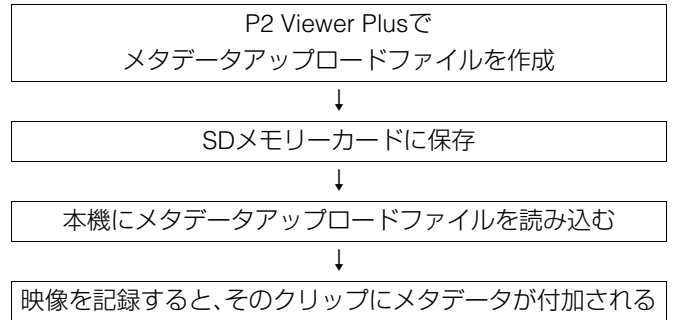 P2 Viewer Plusで
メタデータアップロードファイルを作成
↓
SDメモリーカードに保存
↓
本機にメタデータアップロードファイルを読み込む
↓
映像を記録すると、そのクリップにメタデータが付加される